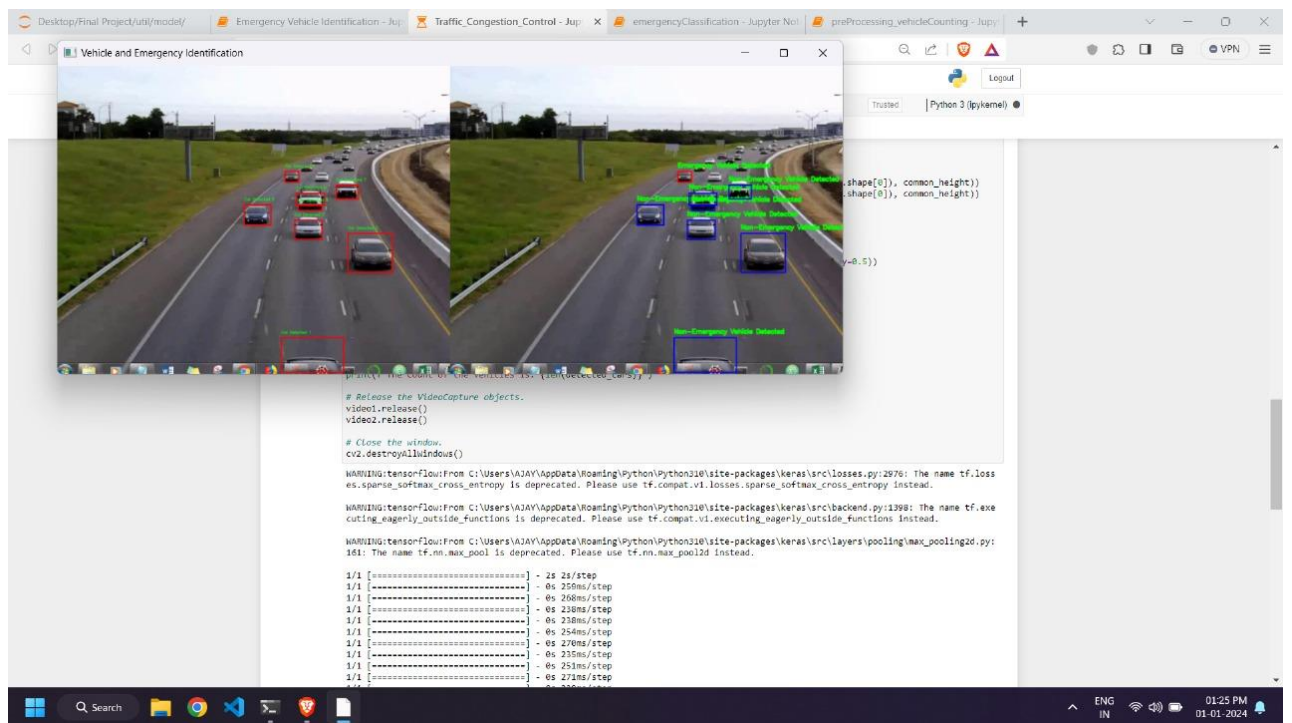 Desktop/Final Project/util/model/
Emergency Vehicle Identification - Jup
Traffic_Congestion_Control - Jup
emergencyClassification - Jupyter Not
preProcessing_vehicleCounting - Jupy
VPN
Vehicle and Emergency Identification
Logout
Trusted
Python 3 (ipykernel)
Emergency Vehicle Detected
Non-Emergency Vehicle Detected
Non-Emergency Vehicle Detected
Non-Emergency Vehicle Detected
Non-Emergency Vehicle Detected
.shape[0]), common_height))
.shape[0]), common_height))
y=0.5})
print(f"The count of the vehicles is: {len(detected_cars)}")
# Release the VideoCapture objects.
video1.release()
video2.release()
# Close the window.
cv2.destroyAllWindows()
WARNING:tensorflow:From C:\Users\AJAY\AppData\Roaming\Python\Python310\site-packages\keras\src\losses.py:2976: The name tf.loss
es.sparse_softmax_cross_entropy is deprecated. Please use tf.compat.v1.losses.sparse_softmax_cross_entropy instead.
WARNING:tensorflow:From C:\Users\AJAY\AppData\Roaming\Python\Python310\site-packages\keras\src\backend.py:1398: The name tf.exe
cuting_eagerly_outside_functions is deprecated. Please use tf.compat.v1.executing_eagerly_outside_functions instead.
WARNING:tensorflow:From C:\Users\AJAY\AppData\Roaming\Python\Python310\site-packages\keras\src\layers\pooling\max_pooling2d.py:
161: The name tf.nn.max_pool is deprecated. Please use tf.nn.max_pool2d instead.
1/1 [==============================] - 2s 2s/step
1/1 [==============================] - 0s 259ms/step
1/1 [==============================] - 0s 268ms/step
1/1 [==============================] - 0s 238ms/step
1/1 [==============================] - 0s 238ms/step
1/1 [==============================] - 0s 254ms/step
1/1 [==============================] - 0s 270ms/step
1/1 [==============================] - 0s 235ms/step
1/1 [==============================] - 0s 251ms/step
1/1 [==============================] - 0s 271ms/step
Search
ENG
IN
01:25 PM
01-01-2024